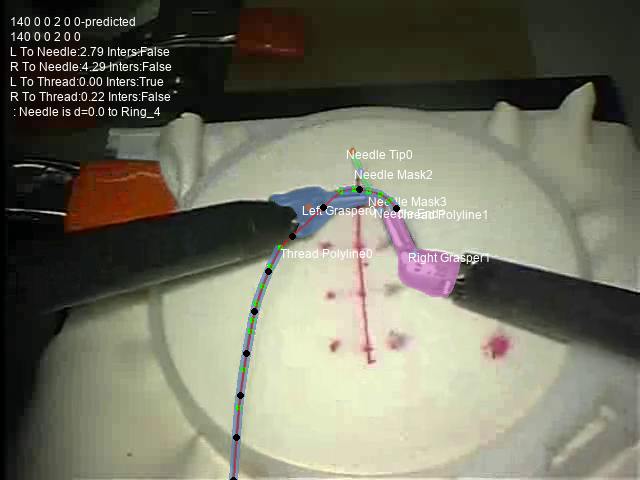 140 0 0 2 0 0-predicted
140 0 0 2 0 0
L To Needle:2.79 Inters:False
R To Needle:4.29 Inters:False
L To Thread:0.00 Inters:True
R To Thread:0.22 Inters:False
: Needle is d=0.0 to Ring_4
Needle Tip0
Needle Mask2
Needle Mask3
Left Grasper0
Thread Polyline1
Thread Polyline0
Right Grasper1